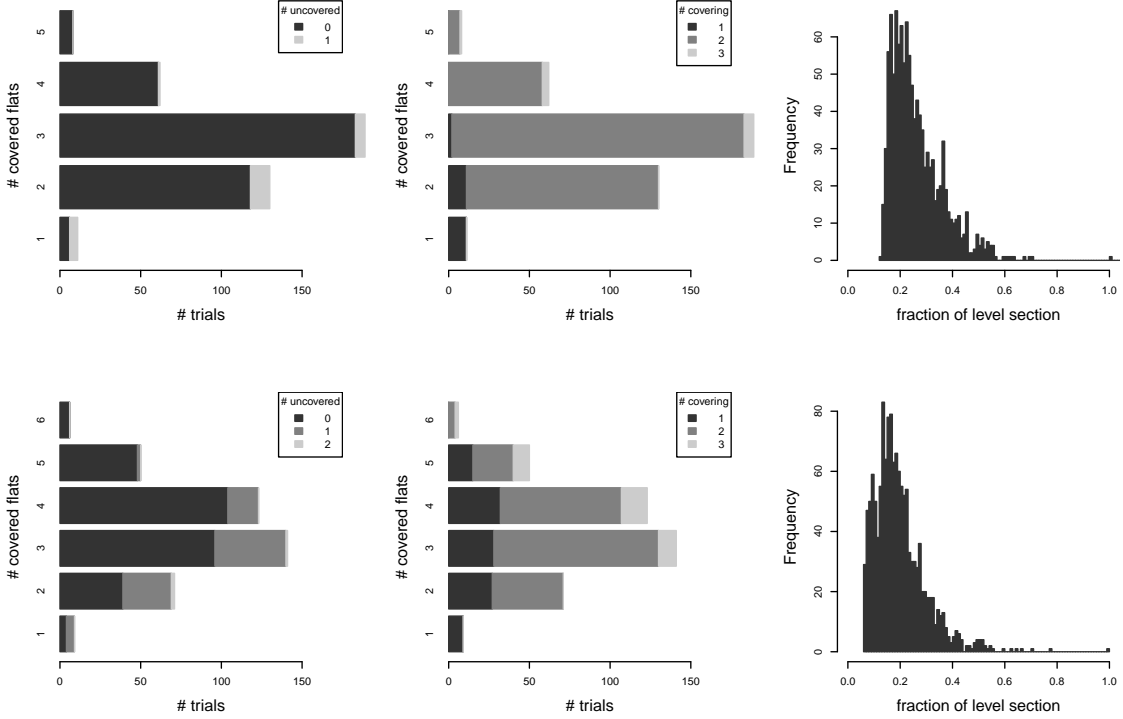 # covered flats
1
2
3
4
5
0 50 100 150
# trials
# uncovered
0
1
# covered flats
1
2
3
4
5
0 50 100 150
# trials
# covering
1
2
3
Frequency
0 10 20 30 40 50 60
0.0 0.2 0.4 0.6 0.8 1.0
fraction of level section
# covered flats
1
2
3
4
5
6
0 50 100 150
# trials
# uncovered
0
1
2
# covered flats
1
2
3
4
5
6
0 50 100 150
# trials
# covering
1
2
3
Frequency
0 20 40 60 80
0.0 0.2 0.4 0.6 0.8 1.0
fraction of level section